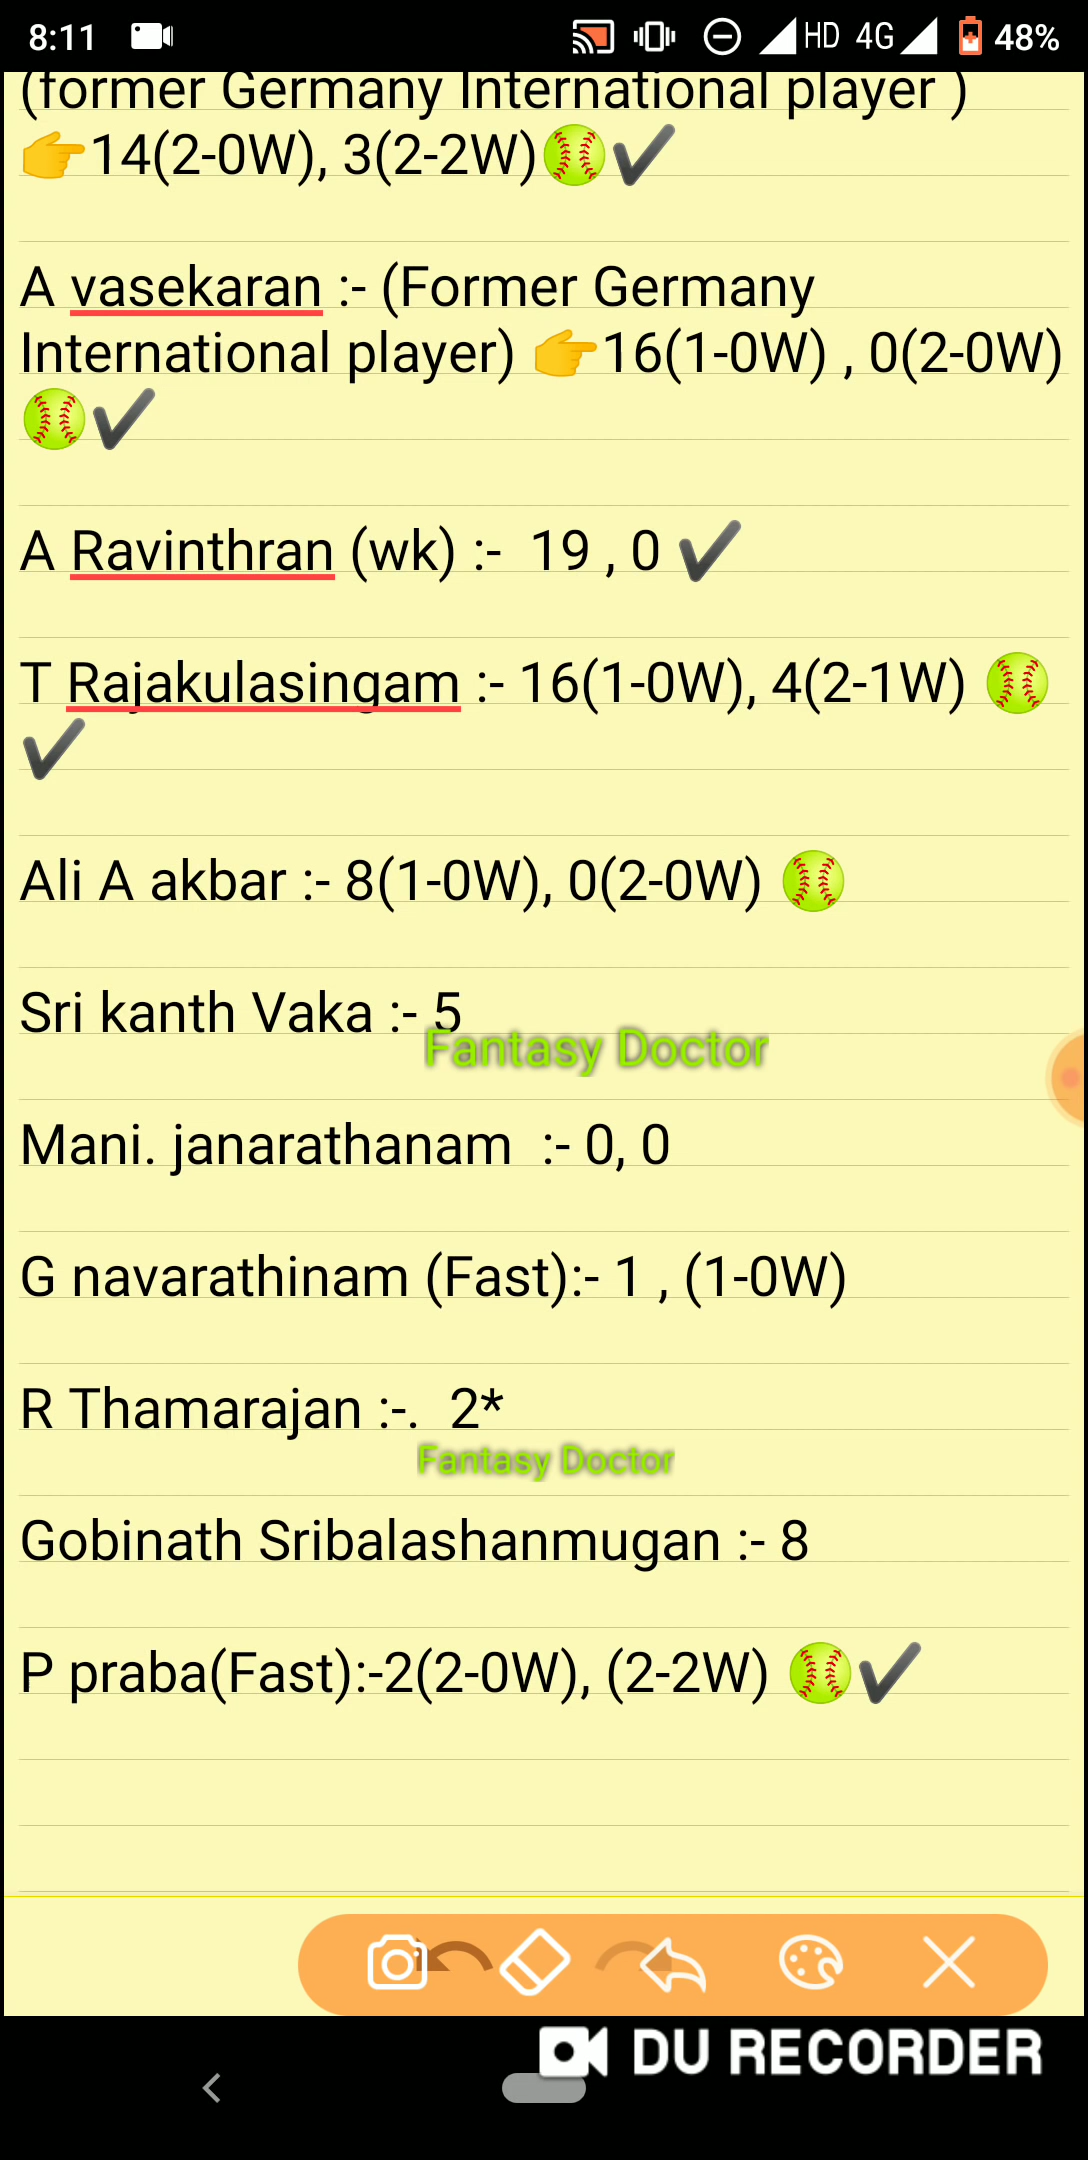 8:11 HD 4G 48%
(former Germany International player )
👉14(2-0W), 3(2-2W)🥎✔
A vasekaran :- (Former Germany
International player) 👉16(1-0W) , 0(2-0W)
🥎✔
A Ravinthran (wk) :-  19 , 0 ✔
T Rajakulasingam :- 16(1-0W), 4(2-1W) 🥎
✔
Ali A akbar :- 8(1-0W), 0(2-0W) 🥎
Sri kanth Vaka :- 5
Fantasy Doctor
Mani. janarathanam  :- 0, 0
G navarathinam (Fast):- 1 , (1-0W)
R Thamarajan :-.  2*
Fantasy Doctor
Gobinath Sribalashanmugan :- 8
P praba(Fast):-2(2-0W), (2-2W) 🥎✔
DU RECORDER